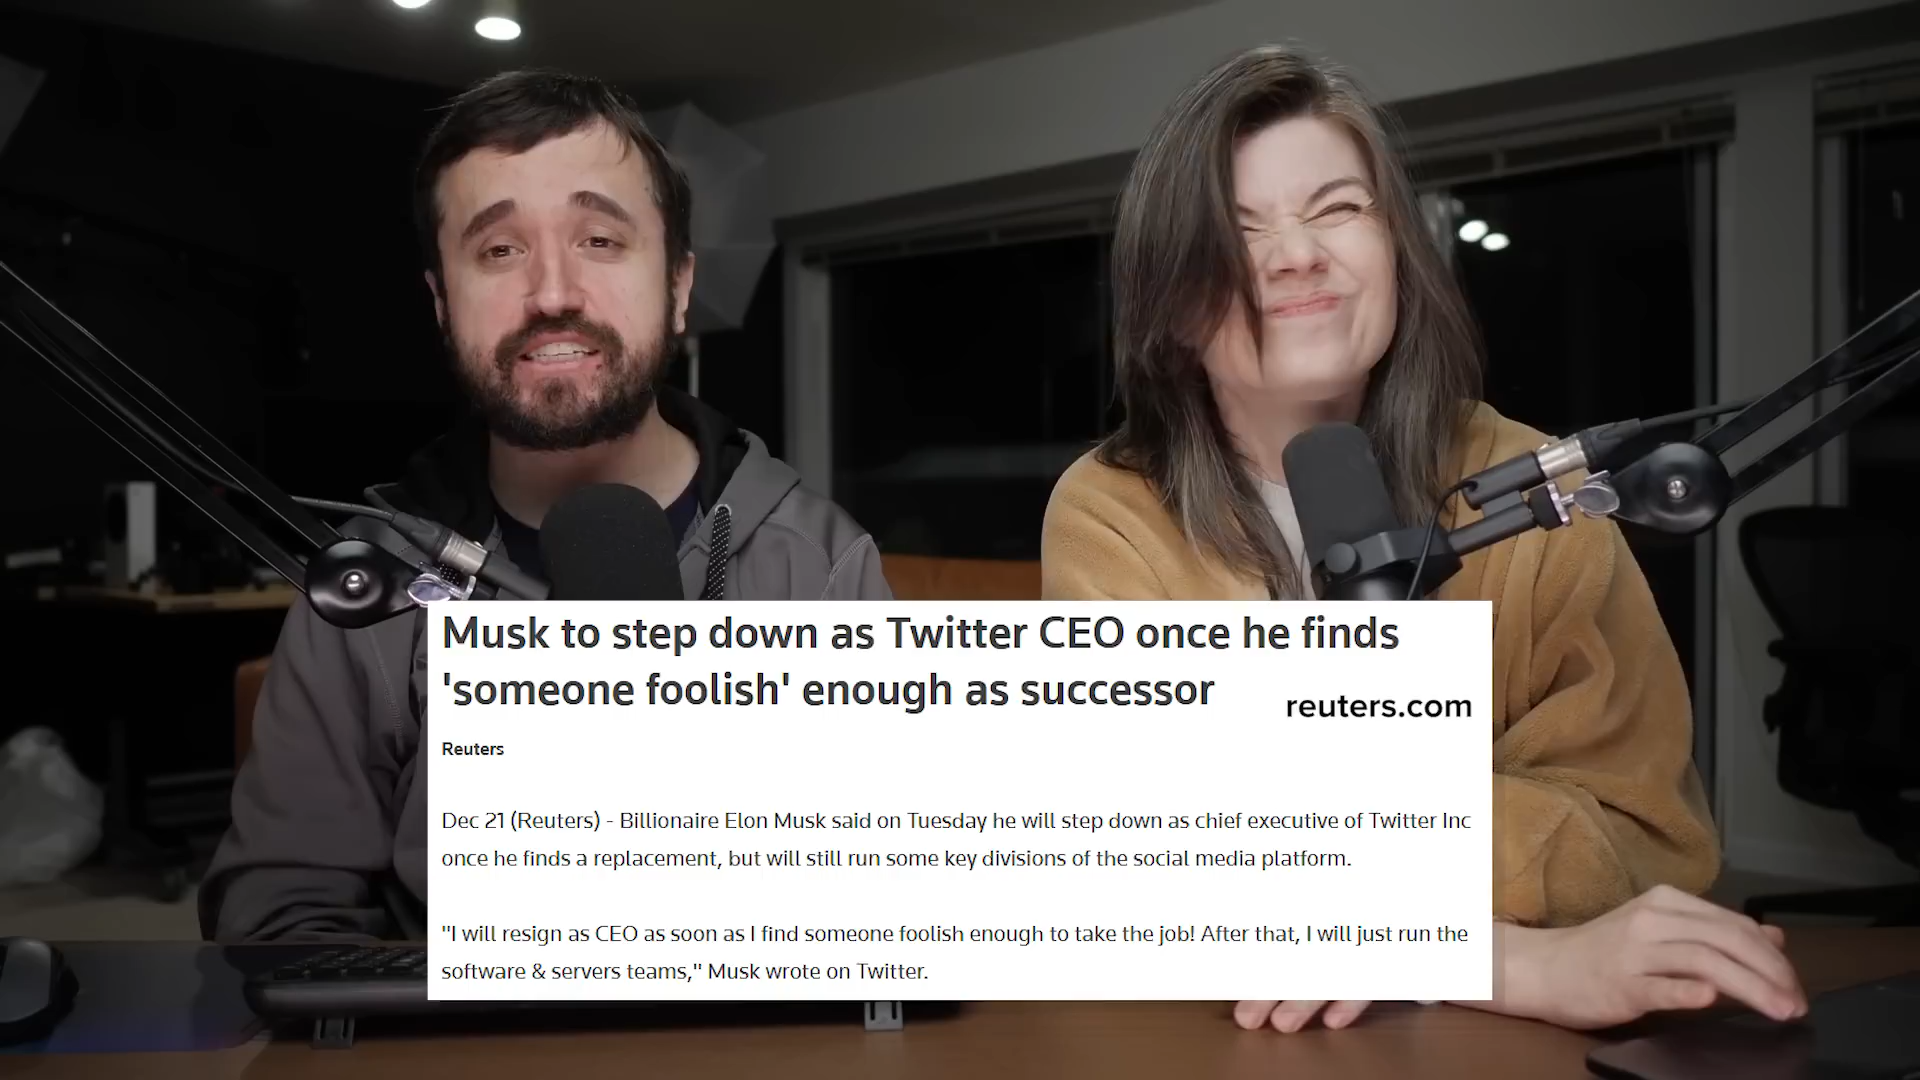 Musk to step down as Twitter CEO once he finds
'someone foolish' enough as successor
reuters.com
Reuters
Dec 21 (Reuters) - Billionaire Elon Musk said on Tuesday he will step down as chief executive of Twitter Inc
once he finds a replacement, but will still run some key divisions of the social media platform.
"I will resign as CEO as soon as I find someone foolish enough to take the job! After that, I will just run the
software & servers teams," Musk wrote on Twitter.